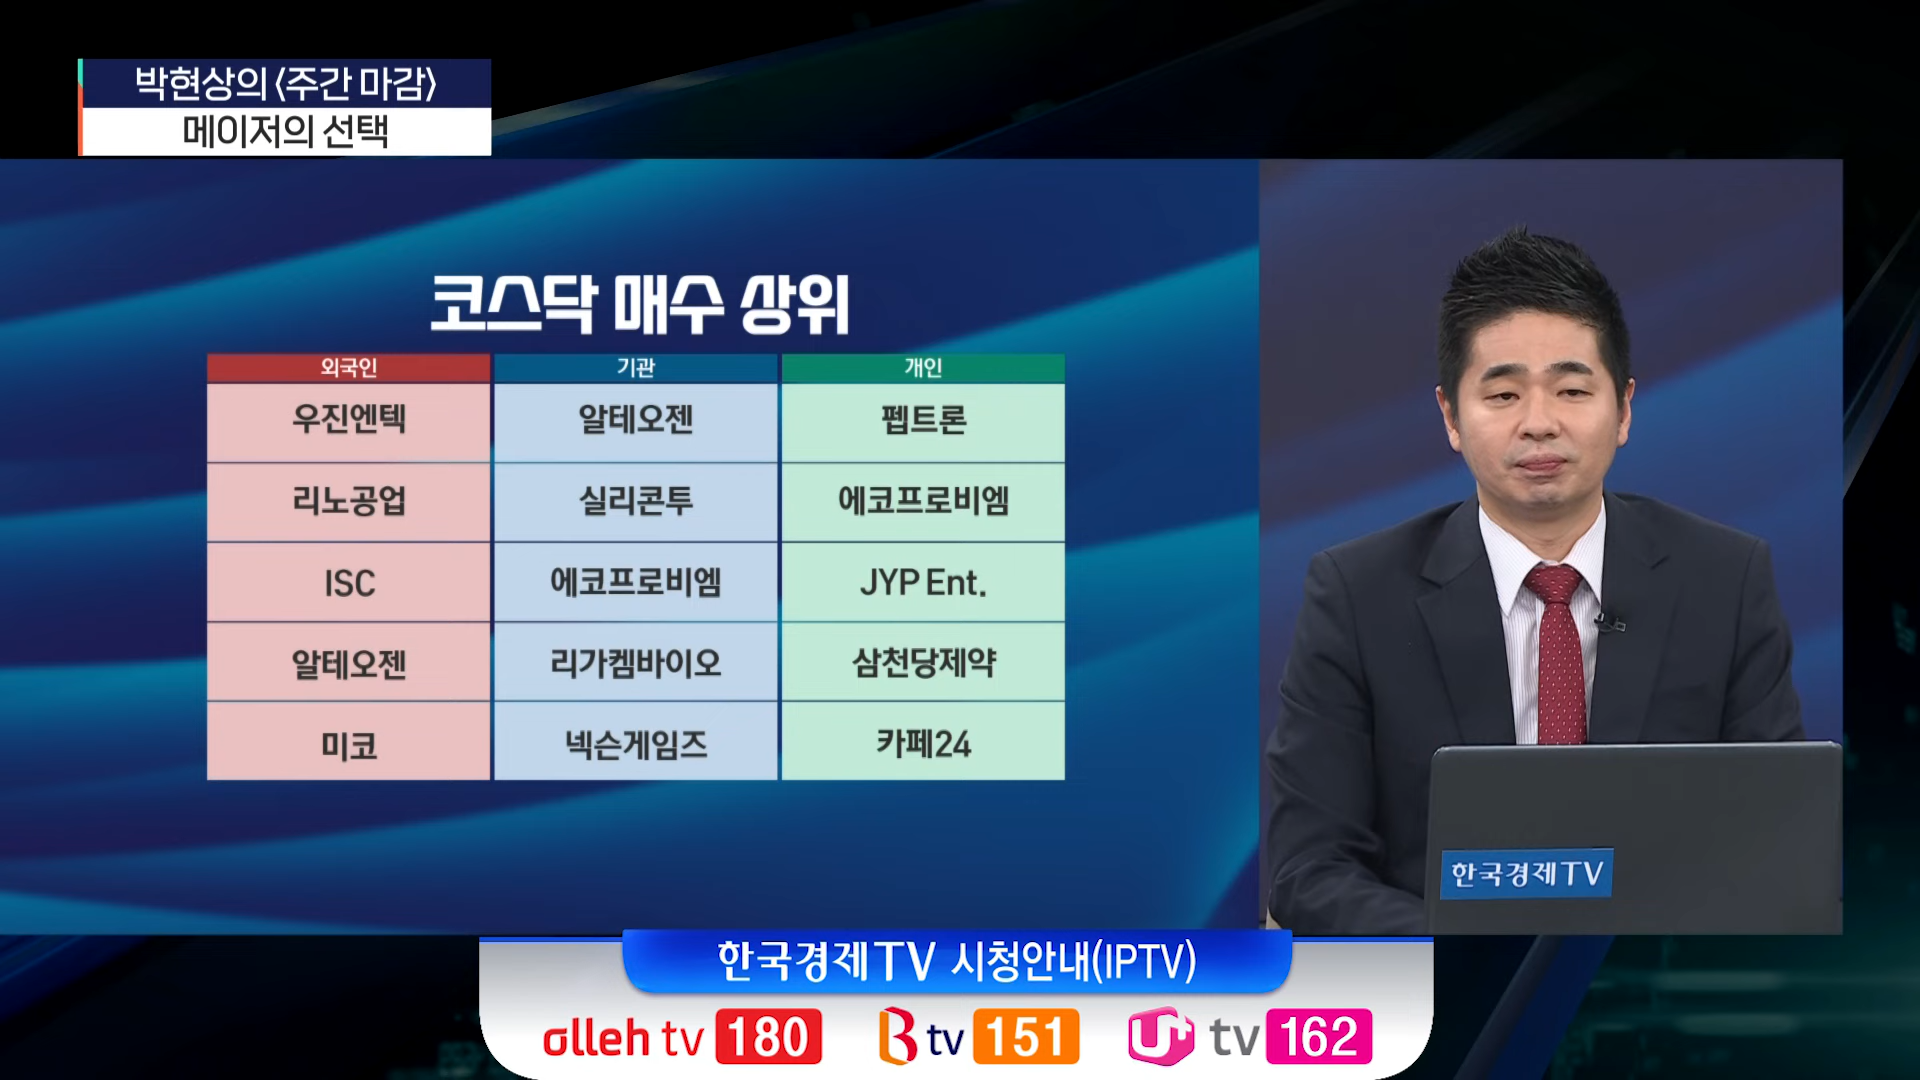 박현상의 〈주간 마감〉
메이저의 선택
코스닥 매수 상위
외국인 기관 개인
우진엔텍 알테오젠 펩트론
리노공업 실리콘투 에코프로비엠
ISC 에코프로비엠 JYP Ent.
알테오젠 리가켐바이오 삼천당제약
미코 넥슨게임즈 카페24
한국경제TV
한국경제TV 시청안내(IPTV)
olleh tv 180 B tv 151 U+ tv 162